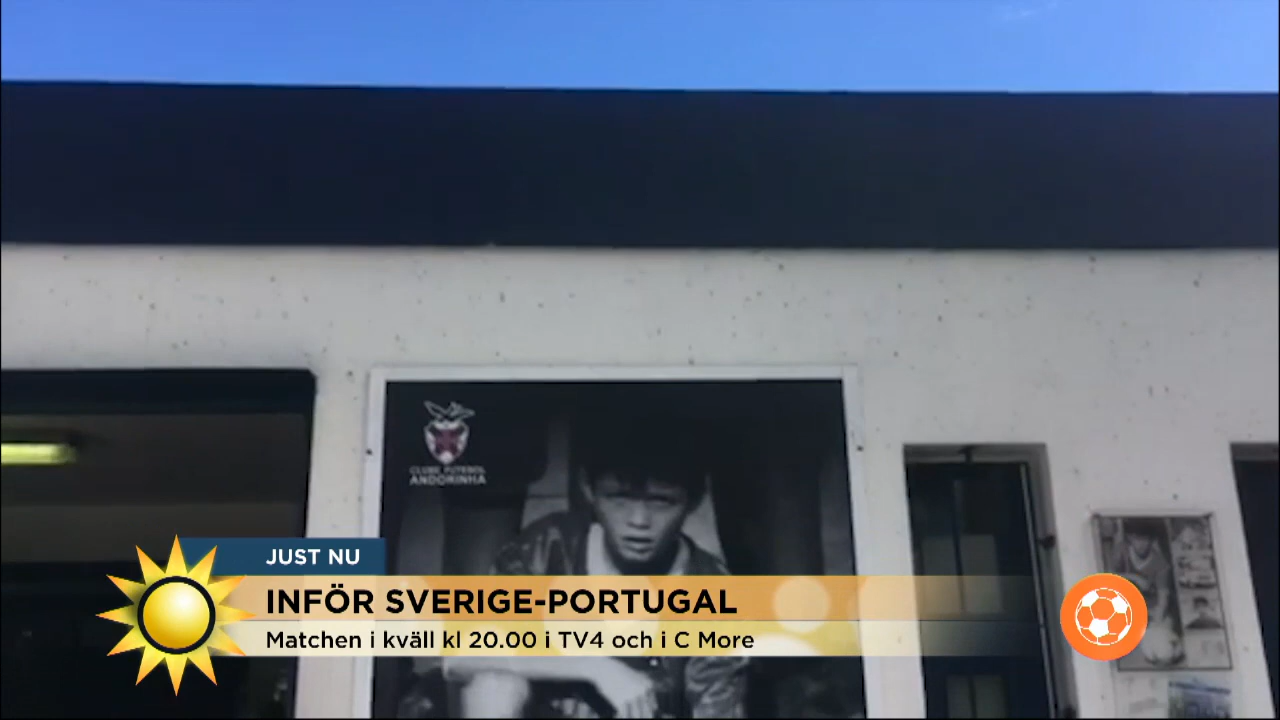 CLUBE FUTEBOL
ANDORINHA
JUST NU
INFÖR SVERIGE-PORTUGAL
Matchen i kväll kl 20.00 i TV4 och i C More